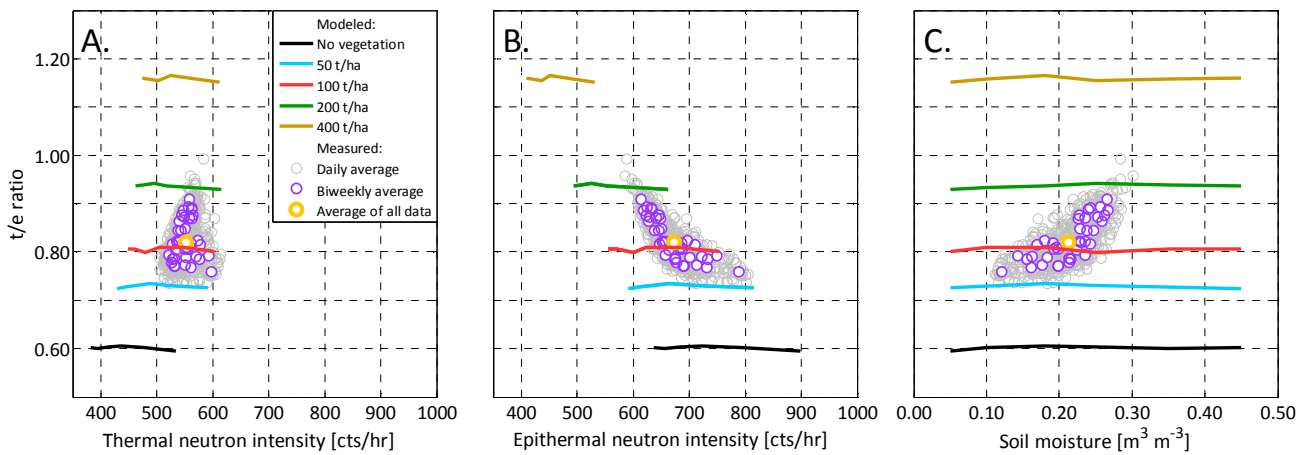 A.
B.
C.
Modeled:
No vegetation
50 t/ha
100 t/ha
200 t/ha
400 t/ha
Measured:
Daily average
Biweekly average
Average of all data
t/e ratio
1.20
1.00
0.80
0.60
400 500 600 700 800 900 1000
400 500 600 700 800 900 1000
0.00 0.10 0.20 0.30 0.40 0.50
Thermal neutron intensity [cts/hr]
Epithermal neutron intensity [cts/hr]
Soil moisture [m³ m⁻³]